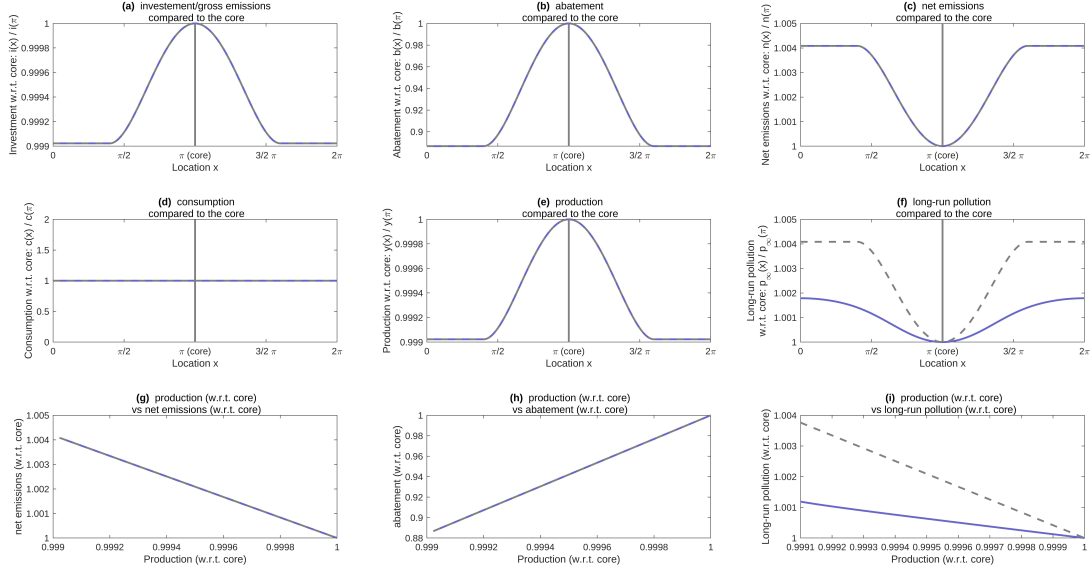 (a) investement/gross emissions
compared to the core
Investment w.r.t. core: i(x) / i(π)
1
0.9998
0.9996
0.9994
0.9992
0.999
0
π/2
π (core)
3/2 π
2π
Location x
(b) abatement
compared to the core
Abatement w.r.t. core: b(x) / b(π)
1
0.98
0.96
0.94
0.92
0.9
0
π/2
π (core)
3/2 π
2π
Location x
(c) net emissions
compared to the core
Net emissions w.r.t. core: n(x) / n(π)
1.005
1.004
1.003
1.002
1.001
1
0
π/2
π (core)
3/2 π
2π
Location x
(d) consumption
compared to the core
Consumption w.r.t. core: c(x) / c(π)
2
1.5
1
0.5
0
0
π/2
π (core)
3/2 π
2π
Location x
(e) production
compared to the core
Production w.r.t. core: y(x) / y(π)
1
0.9998
0.9996
0.9994
0.9992
0.999
0
π/2
π (core)
3/2 π
2π
Location x
(f) long-run pollution
compared to the core
Long-run pollution
w.r.t. core: p∞(x) / p∞(π)
1.005
1.004
1.003
1.002
1.001
1
0
π/2
π (core)
3/2 π
2π
Location x
(g) production (w.r.t. core)
vs net emissions (w.r.t. core)
net emissions (w.r.t. core)
1.005
1.004
1.003
1.002
1.001
1
0.999
0.9992
0.9994
0.9996
0.9998
1
Production (w.r.t. core)
(h) production (w.r.t. core)
vs abatement (w.r.t. core)
abatement (w.r.t. core)
1
0.98
0.96
0.94
0.92
0.9
0.88
0.999
0.9992
0.9994
0.9996
0.9998
1
Production (w.r.t. core)
(i) production (w.r.t. core)
vs long-run pollution (w.r.t. core)
Long-run pollution (w.r.t. core)
1.004
1.003
1.002
1.001
1
0.9991
0.9992
0.9993
0.9994
0.9995
0.9996
0.9997
0.9998
0.9999
1
Production (w.r.t. core)